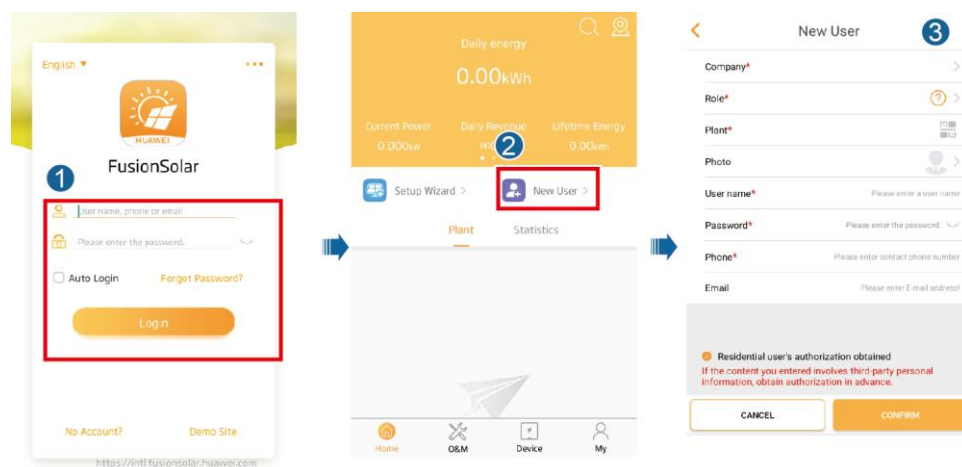 English ▼
HUAWEI
FusionSolar
1
User name, phone or email
Please enter the password.
Auto Login
Forgot Password?
Login
No Account?
Demo Site
https://intl.fusionsolar.huawei.com
Daily energy
0.00kWh
Current Power
Daily Revenue
Lifetime Energy
0.000kW
0.00kWh
2
Setup Wizard >
New User >
Plant
Statistics
Home
O&M
Device
My
New User
3
Company*
Role*
?
Plant*
Photo
User name*
Please enter a user name
Password*
Please enter the password.
Phone*
Please enter contact phone number
Email
Please enter E-mail address!
Residential user's authorization obtained
If the content you entered involves third-party personal
information, obtain authorization in advance.
CANCEL
CONFIRM